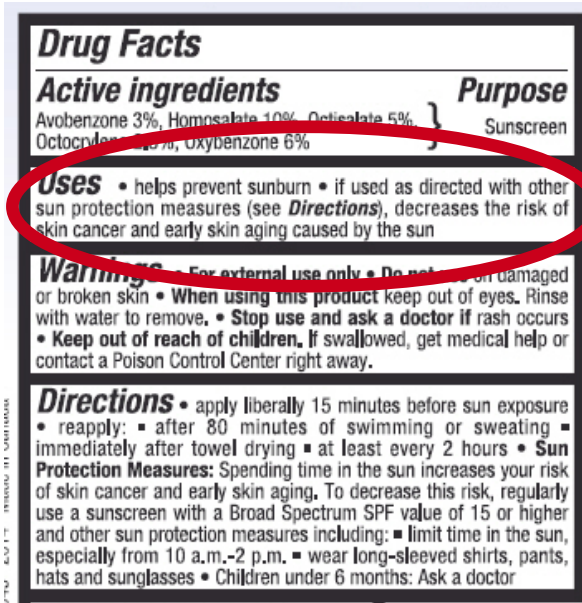 Drug Facts
Active ingredients Purpose
Avobenzone 3%, Homosalate 10%, Octisalate 5%, } Sunscreen
Octocrylene %, Oxybenzone 6%
Uses • helps prevent sunburn • if used as directed with other
sun protection measures (see Directions), decreases the risk of
skin cancer and early skin aging caused by the sun
Warnings • For external use only • Do not use on damaged
or broken skin • When using this product keep out of eyes. Rinse
with water to remove. • Stop use and ask a doctor if rash occurs
• Keep out of reach of children. If swallowed, get medical help or
contact a Poison Control Center right away.
Directions • apply liberally 15 minutes before sun exposure
• reapply: ▪ after 80 minutes of swimming or sweating ▪
immediately after towel drying ▪ at least every 2 hours • Sun
Protection Measures: Spending time in the sun increases your risk
of skin cancer and early skin aging. To decrease this risk, regularly
use a sunscreen with a Broad Spectrum SPF value of 15 or higher
and other sun protection measures including: ▪ limit time in the sun,
especially from 10 a.m.-2 p.m. ▪ wear long-sleeved shirts, pants,
hats and sunglasses • Children under 6 months: Ask a doctor